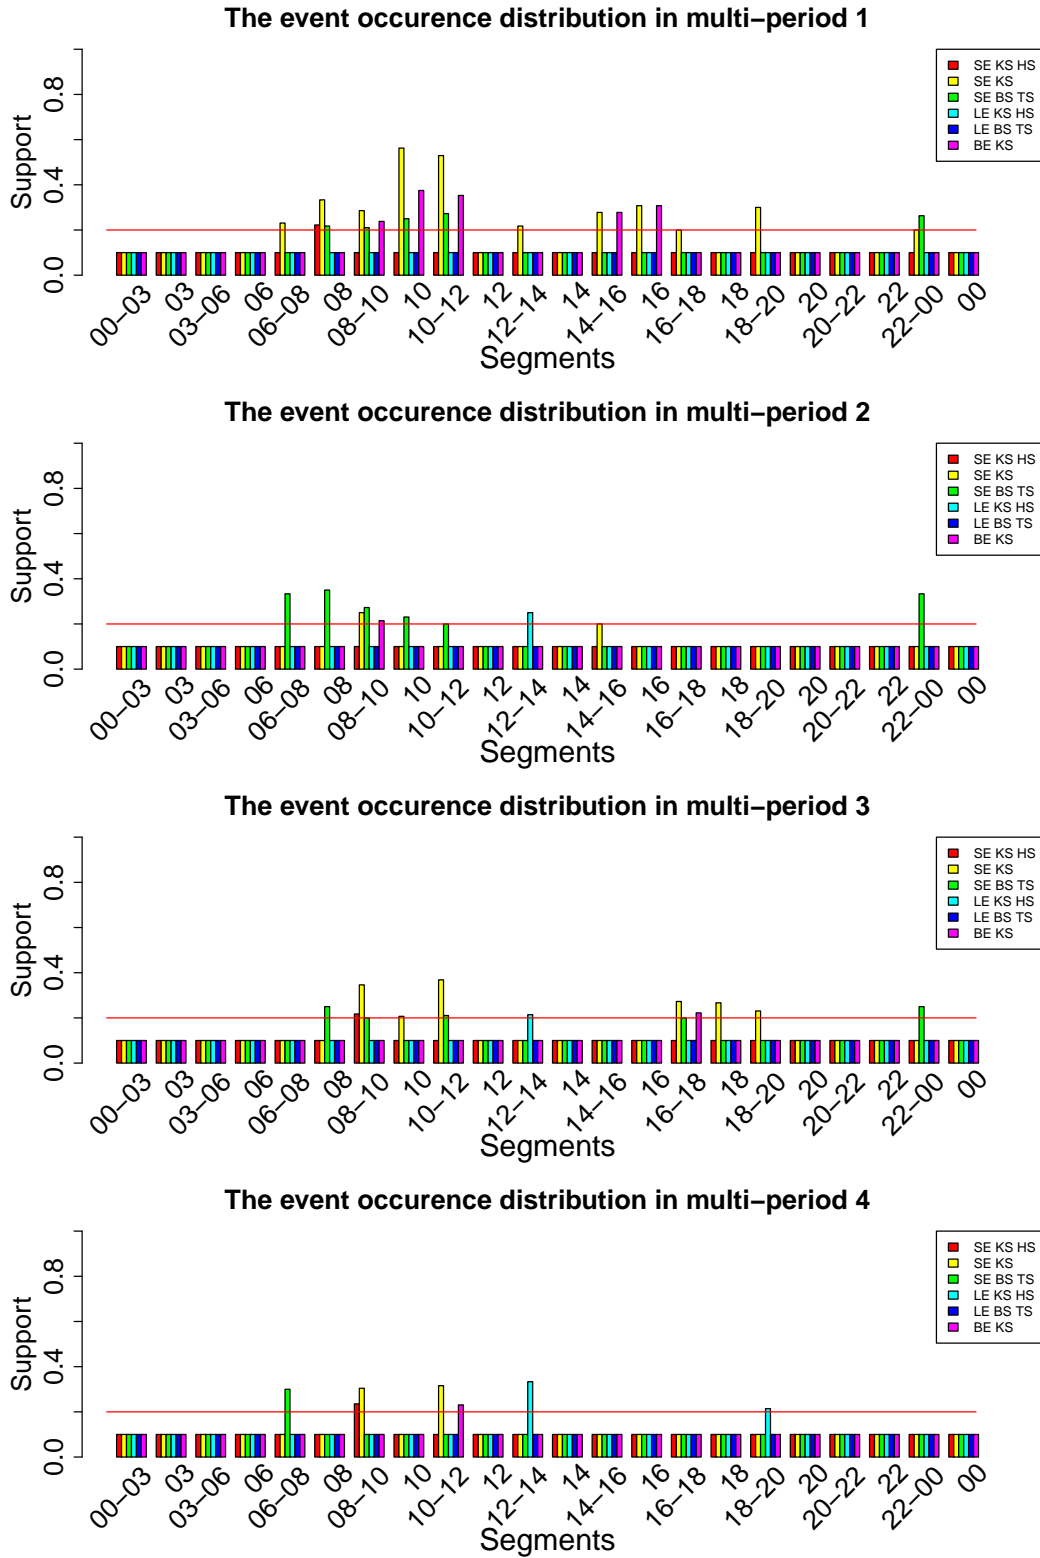 The event occurence distribution in multi−period 1
SE KS HS
SE KS
SE BS TS
LE KS HS
LE BS TS
BE KS
Support
0.0 0.4 0.8
00−03 03 03−06 06 06−08 08 08−10 10 10−12 12 12−14 14 14−16 16 16−18 18 18−20 20 20−22 22 22−00 00
Segments
The event occurence distribution in multi−period 2
SE KS HS
SE KS
SE BS TS
LE KS HS
LE BS TS
BE KS
Support
0.0 0.4 0.8
00−03 03 03−06 06 06−08 08 08−10 10 10−12 12 12−14 14 14−16 16 16−18 18 18−20 20 20−22 22 22−00 00
Segments
The event occurence distribution in multi−period 3
SE KS HS
SE KS
SE BS TS
LE KS HS
LE BS TS
BE KS
Support
0.0 0.4 0.8
00−03 03 03−06 06 06−08 08 08−10 10 10−12 12 12−14 14 14−16 16 16−18 18 18−20 20 20−22 22 22−00 00
Segments
The event occurence distribution in multi−period 4
SE KS HS
SE KS
SE BS TS
LE KS HS
LE BS TS
BE KS
Support
0.0 0.4 0.8
00−03 03 03−06 06 06−08 08 08−10 10 10−12 12 12−14 14 14−16 16 16−18 18 18−20 20 20−22 22 22−00 00
Segments